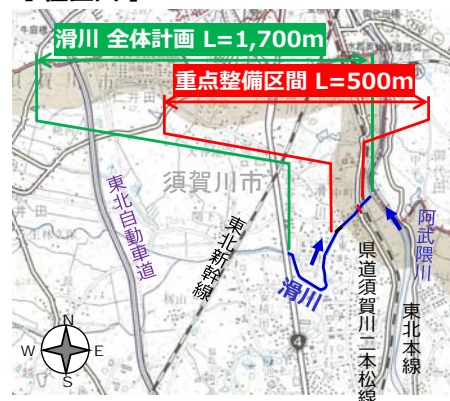 滑川 全体計画 L=1,700m
重点整備区間 L=500m
須賀川市
東北自動車道
東北新幹線
滑川
阿武隈川
県道須賀川二本松線
東北本線
4
N
W
E
S